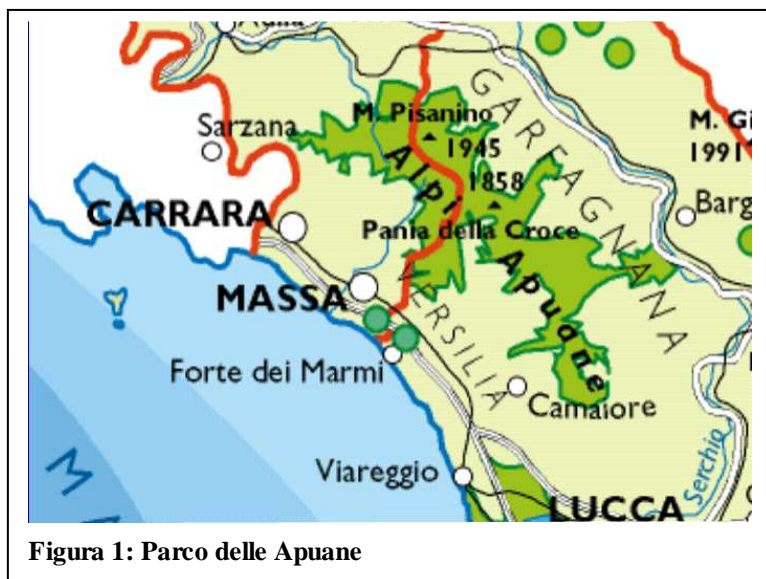 M. Pisanino
1945
M. Gi
1991
Sarzana
GARFAGNANA
1858
Alpi
Apuane
Barg
CARRARA
Pania della Croce
MASSA
VERSILIA
Forte dei Marmi
Camaiore
Viareggio
Serchio
LUCCA
M
Figura 1: Parco delle Apuane